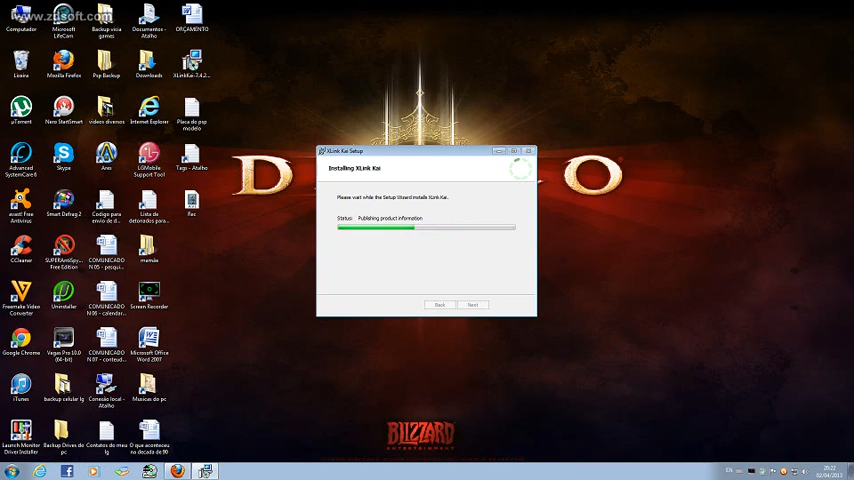 www.zdsoft.com
Computador
Microsoft
LifeCam
Backup vicia
games
Documentos -
Atalho
ORÇAMENTO
Lixeira
Mozilla Firefox
Psp Backup
Downloads
XLinkKai-7.4.2...
µTorrent
Nero StartSmart
videos diversos
Internet Explorer
Placa do psp
modelo
Advanced
SystemCare 6
Skype
Ares
LGMobile
Support Tool
Tags - Atalho
avast! Free
Antivirus
Smart Defrag 2
Codigo para
envio de d...
Lista de
detonados para...
Rec
CCleaner
SUPERAntiSpy...
Free Edition
COMUNICADO
N 05 - pesqui...
mamãe
Freemake Video
Converter
Uninstaller
COMUNICADO
N 06 - calendar...
Screen Recorder
Google Chrome
Vegas Pro 10.0
(64-bit)
COMUNICADO
N 07 - conteud...
Microsoft Office
Word 2007
iTunes
backup celular lg
Conexão local -
Atalho
Musicas do pc
Launch Monitor
Driver Installer
Backup Drives do
Pc
Contatos do meu
lg
O que aconteceu
na decada de 90
D
O
XLink Kai Setup
Installing XLink Kai
Please wait while the Setup Wizard installs XLink Kai.
Status: Publishing product information
Back
Next
BLIZZARD
ENTERTAINMENT
EN
20:22
02/04/2013